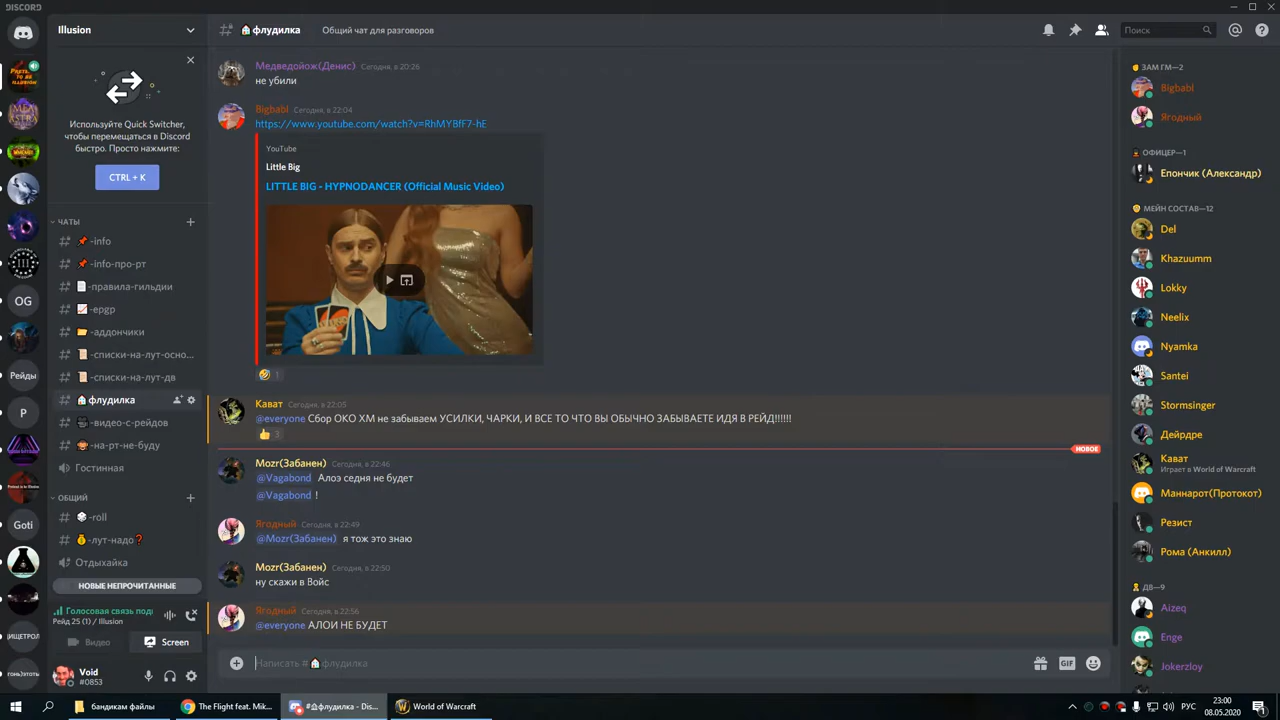 DISCORD
Illusion
Используйте Quick Switcher,
чтобы перемещаться в Discord
быстро. Просто нажмите:
CTRL + K
ЧАТЫ
-info
-info-про-рт
-правила-гильдии
-epgp
-аддончики
-списки-на-лут-осно...
-списки-на-лут-дв
флудилка
-видео-с-рейдов
-на-рт-не-буду
Гостинная
ОБЩИЙ
-roll
-лут-надо❓
Отдыхайка
НОВЫЕ НЕПРОЧИТАННЫЕ
Голосовая связь под
Рейд 25 (1) / Illusion
Видео
Screen
Void
#0853
OG
Рейды
P
Goti
ИЩЕТРОЛ
ГОНЬ)ЭТОТЬ
флудилка
Общий чат для разговоров
Поиск
Медведойож(Денис) Сегодня, в 20:26
не убили
Bigbabl Сегодня, в 22:04
https://www.youtube.com/watch?v=RhMYBfF7-hE
YouTube
Little Big
LITTLE BIG - HYPNODANCER (Official Music Video)
1
Кават Сегодня, в 22:05
@everyone Сбор ОКО ХМ не забываем УСИЛКИ, ЧАРКИ, И ВСЕ ТО ЧТО ВЫ ОБЫЧНО ЗАБЫВАЕТЕ ИДЯ В РЕЙД!!!!!!
3
НОВОЕ
Mozr(Забанен) Сегодня, в 22:46
@Vagabond Алоэ седня не будет
@Vagabond !
Ягодный Сегодня, в 22:49
@Mozr(Забанен) я тож это знаю
Mozr(Забанен) Сегодня, в 22:50
ну скажи в Войс
Ягодный Сегодня, в 22:56
@everyone АЛОИ НЕ БУДЕТ
Написать #флудилка
GIF
ЗАМ ГМ—2
Bigbabl
Ягодный
ОФИЦЕР—1
Епончик (Александр)
МЕЙН СОСТАВ—12
Del
Khazuumm
Lokky
Neelix
Nyamka
Santei
Stormsinger
Дейрдре
Кават
Играет в World of Warcraft
Маннарот(Протокот)
Резист
Рома (Анкилл)
ДВ—9
Aizeq
Enge
Jokerzloy
бандикам файлы
The Flight feat. Mik...
#флудилка - Dis...
World of Warcraft
РУС
23:00
08.05.2020